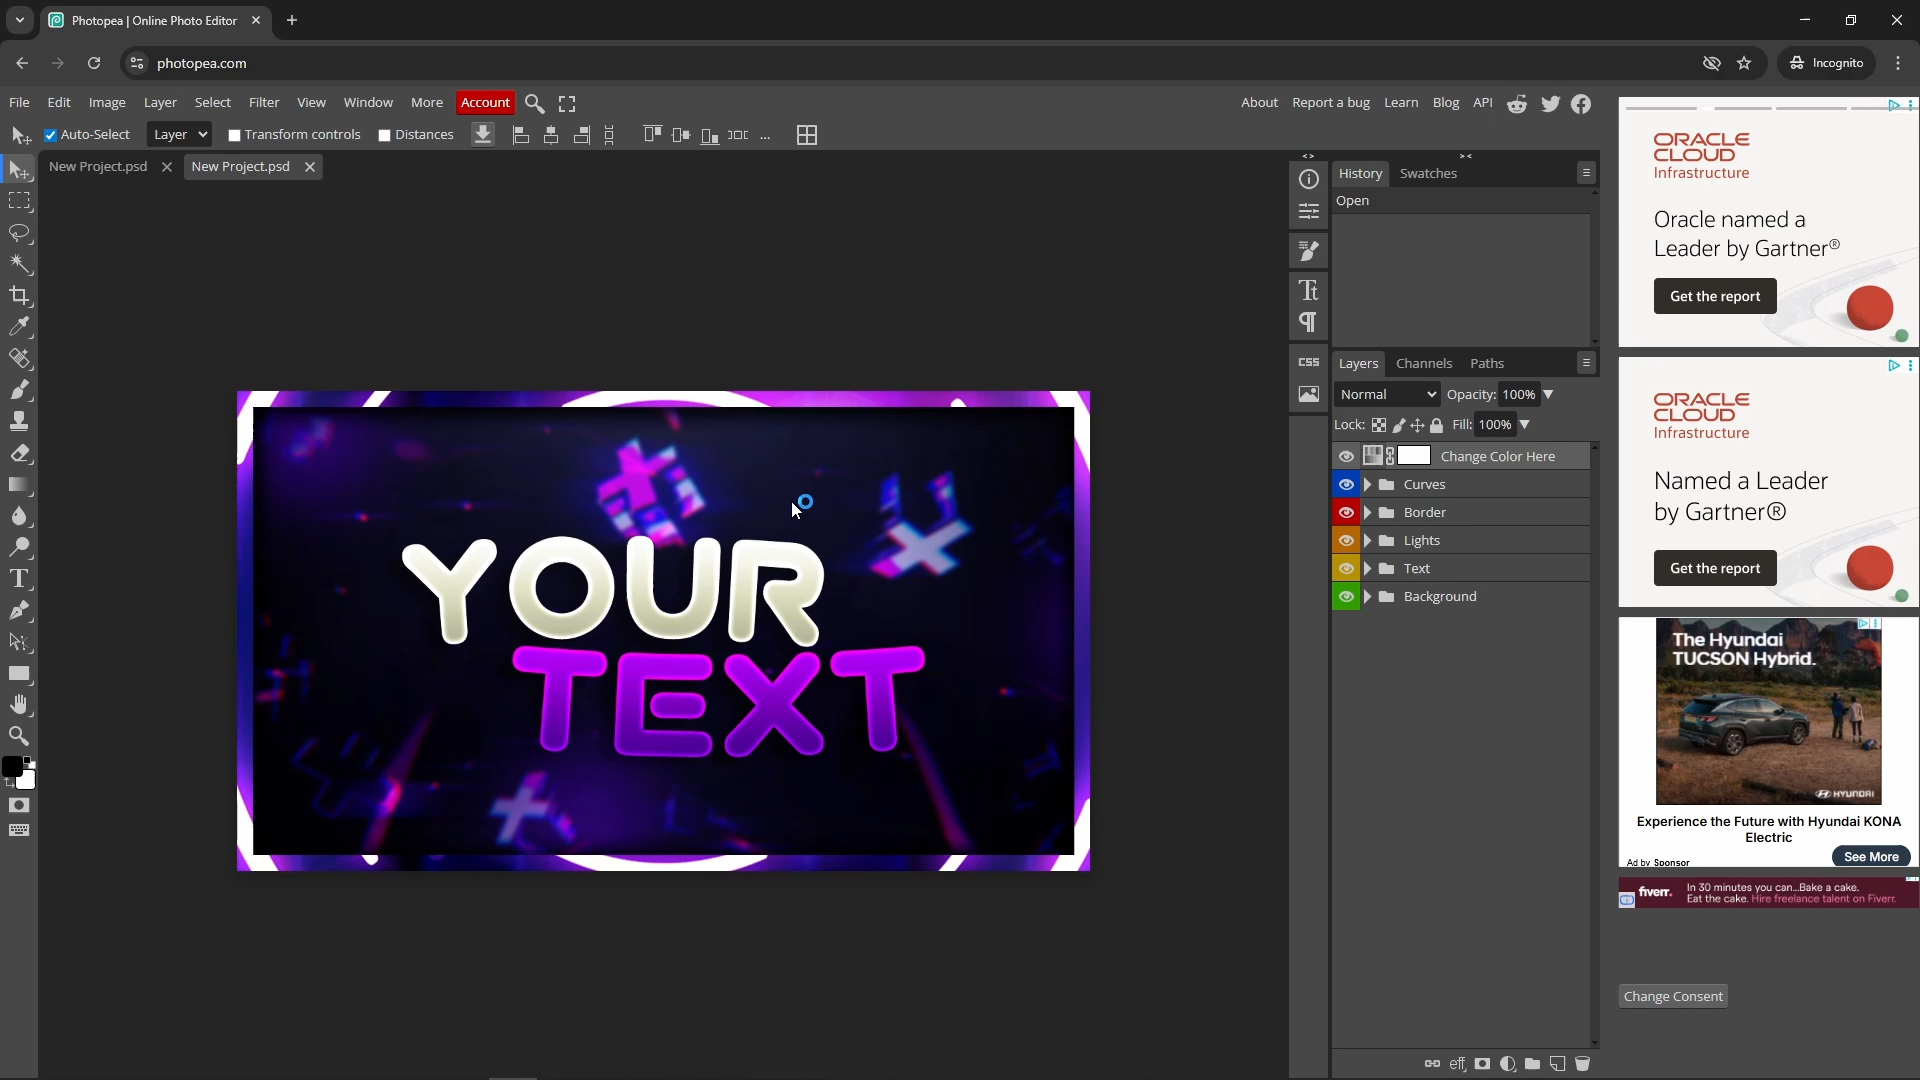 Photopea | Online Photo Editor
photopea.com
Incognito
File Edit Image Layer Select Filter View Window More Account
About Report a bug Learn Blog API
Auto-Select Layer Transform controls Distances ...
New Project.psd New Project.psd
History Swatches
Open
CSS
Layers Channels Paths
Normal Opacity: 100%
Lock: Fill: 100%
Change Color Here
Curves
Border
Lights
Text
Background
eff
YOUR
TEXT
ORACLE
CLOUD
Infrastructure
Oracle named a
Leader by Gartner®
Get the report
ORACLE
CLOUD
Infrastructure
Named a Leader
by Gartner®
Get the report
The Hyundai
TUCSON Hybrid.
HYUNDAI
Experience the Future with Hyundai KONA
Electric
Ad by Sponsor
See More
fiverr.
In 30 minutes you can...Bake a cake.
Eat the cake. Hire freelance talent on Fiverr.
Change Consent